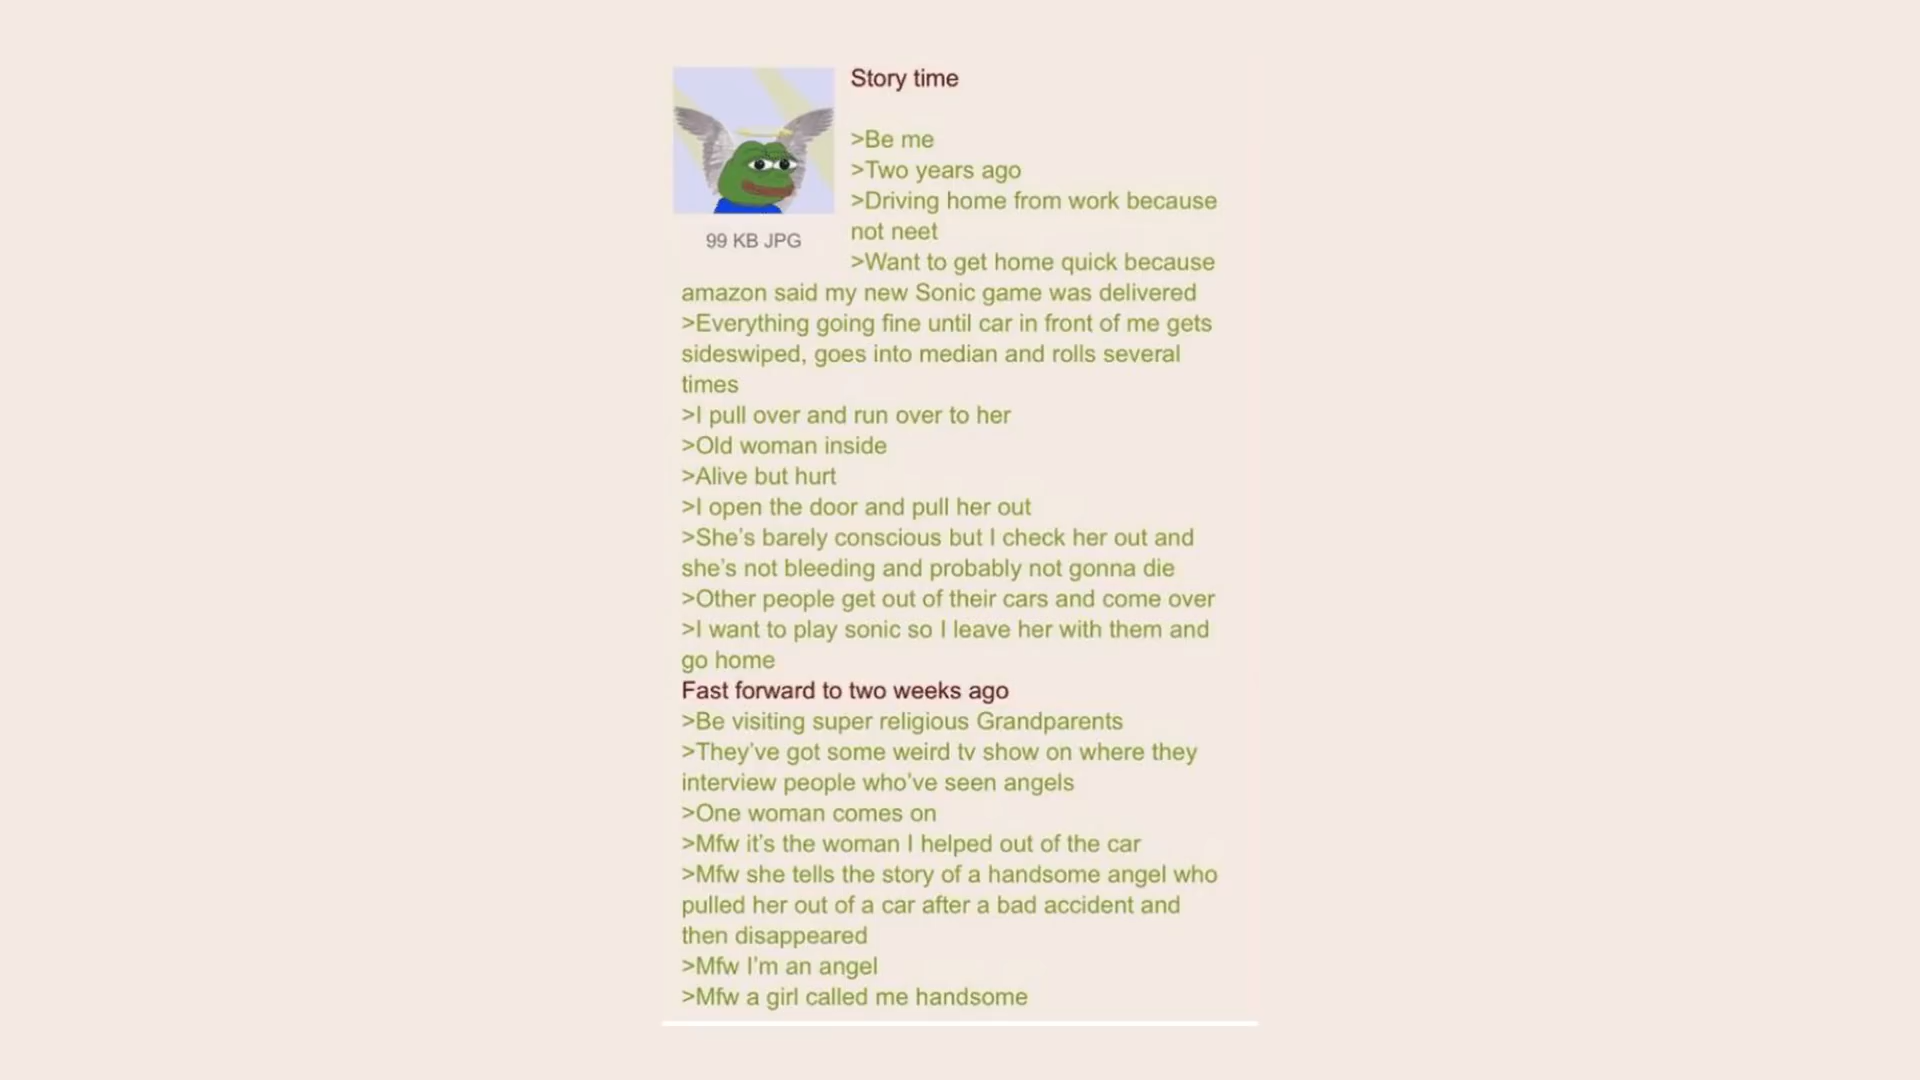 Story time
>Be me
>Two years ago
>Driving home from work because
not neet
99 KB JPG
>Want to get home quick because
amazon said my new Sonic game was delivered
>Everything going fine until car in front of me gets
sideswiped, goes into median and rolls several
times
>I pull over and run over to her
>Old woman inside
>Alive but hurt
>I open the door and pull her out
>She's barely conscious but I check her out and
she's not bleeding and probably not gonna die
>Other people get out of their cars and come over
>I want to play sonic so I leave her with them and
go home
Fast forward to two weeks ago
>Be visiting super religious Grandparents
>They've got some weird tv show on where they
interview people who've seen angels
>One woman comes on
>Mfw it's the woman I helped out of the car
>Mfw she tells the story of a handsome angel who
pulled her out of a car after a bad accident and
then disappeared
>Mfw I'm an angel
>Mfw a girl called me handsome